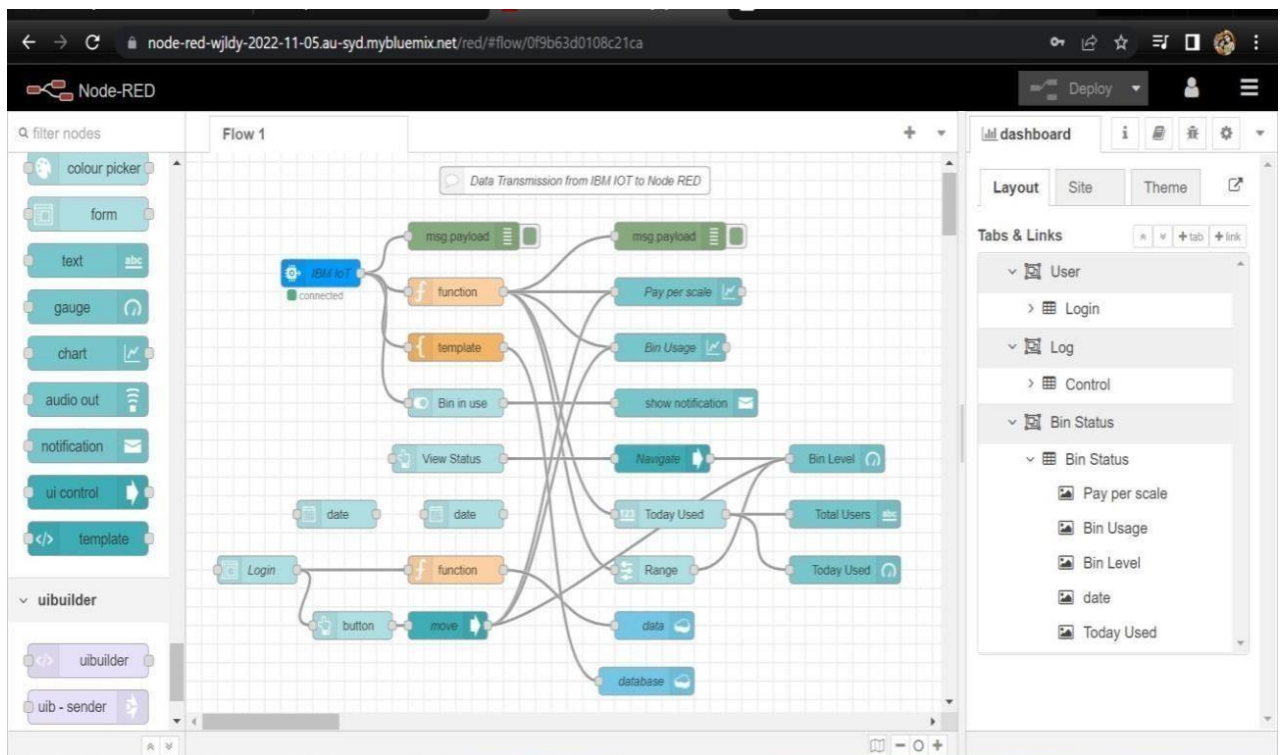 node-red-wjldy-2022-11-05.au-syd.mybluemix.net/red/#flow/0f9b63d0108c21ca
Node-RED
Deploy
filter nodes
colour picker
form
text
abc
gauge
chart
audio out
notification
ui control
template
uibuilder
uibuilder
uib - sender
Flow 1
Data Transmission from IBM IOT to Node RED
msg.payload
msg.payload
IBM IoT
connected
function
Pay per scale
template
Bin Usage
Bin in use
show notification
View Status
Navigate
Bin Level
date
date
123
Today Used
Total Users
abc
Login
function
Range
Today Used
button
move
data
database
dashboard
i
Layout
Site
Theme
Tabs & Links
+ tab
+ link
User
Login
Log
Control
Bin Status
Bin Status
Pay per scale
Bin Usage
Bin Level
date
Today Used